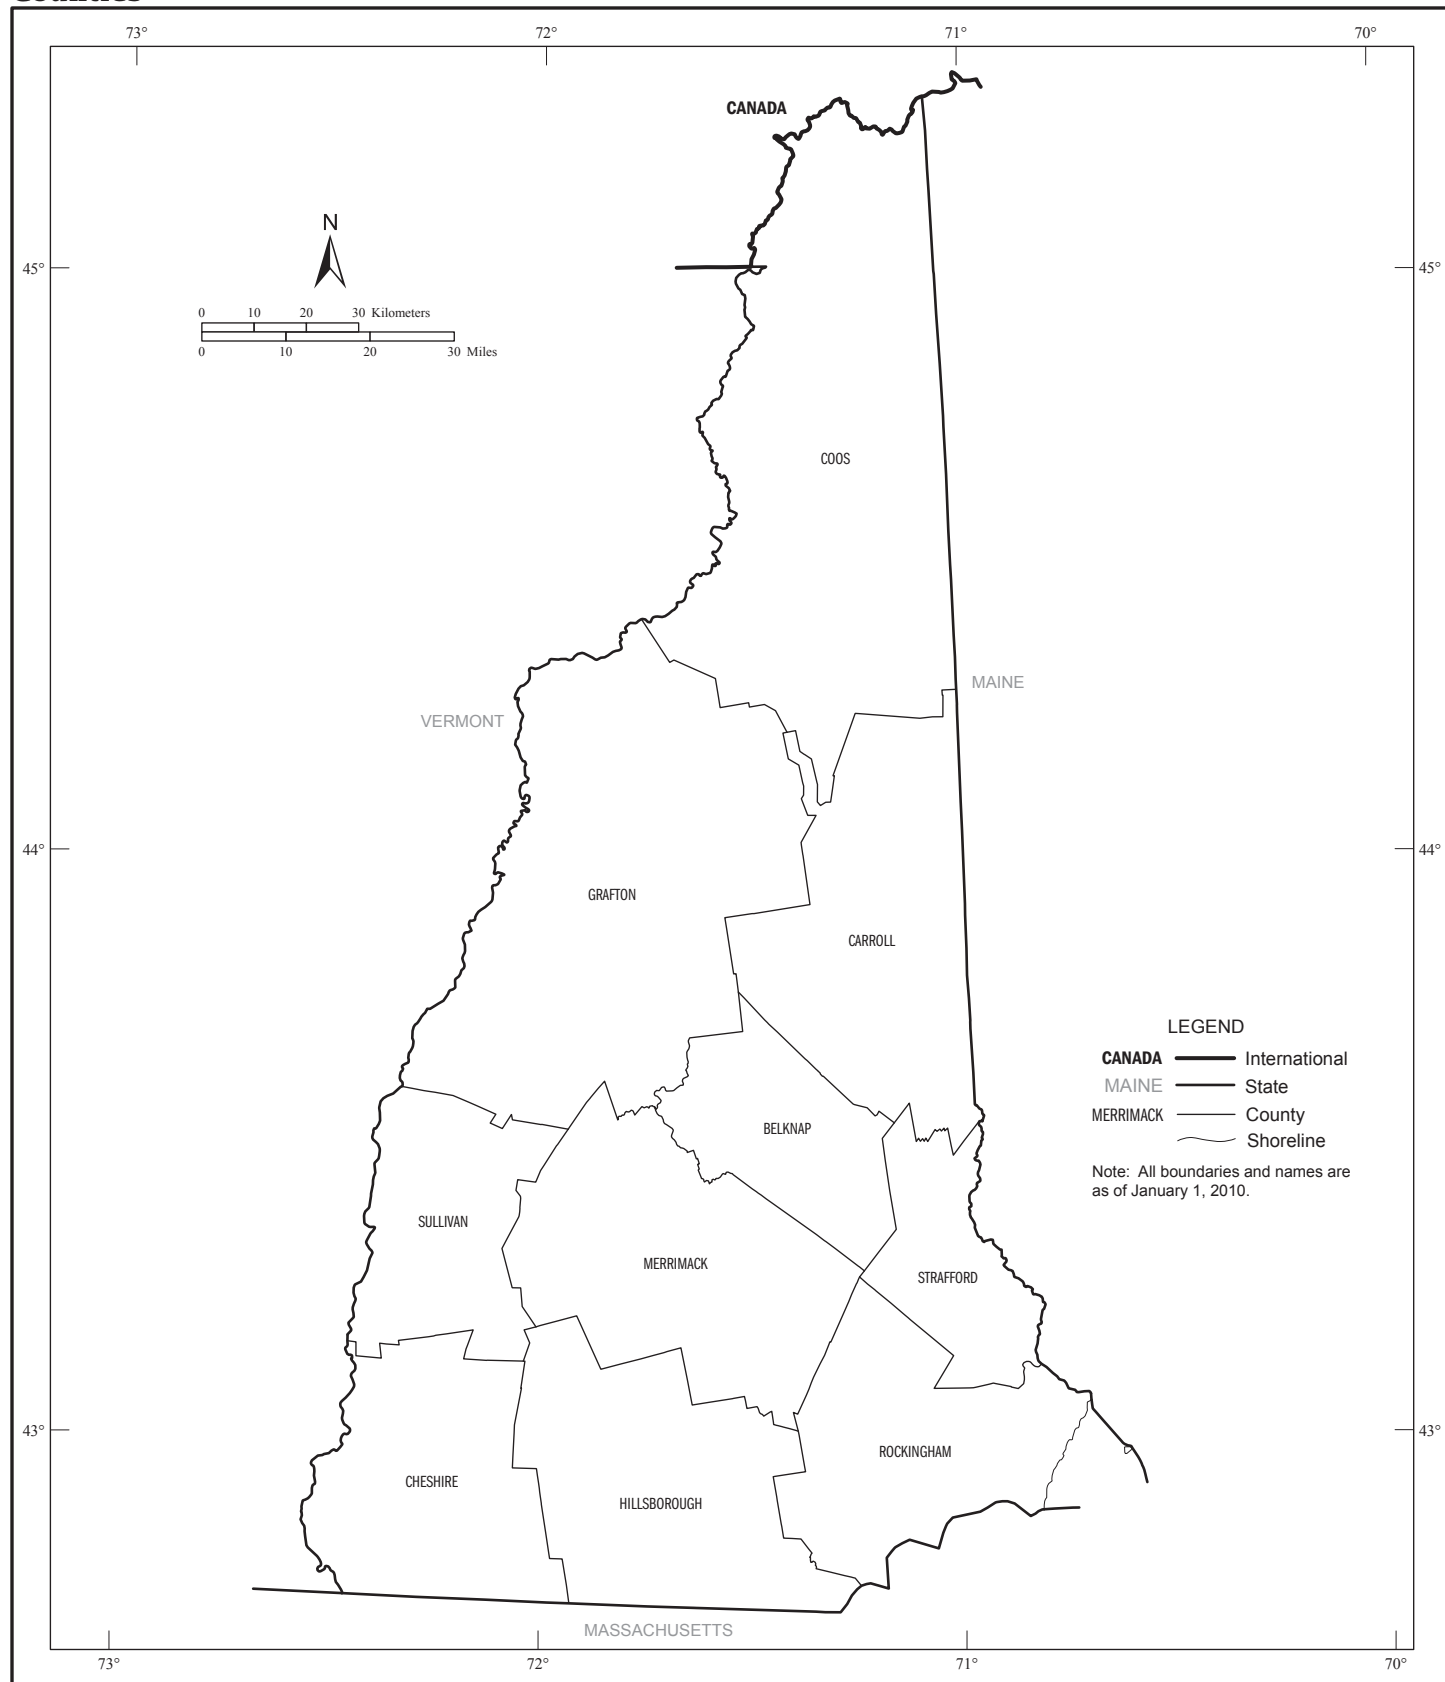 73° 72° 71° 70°
CANADA
N
45° 45°
0 10 20 30 Kilometers
0 10 20 30 Miles
COOS
MAINE
VERMONT
44° 44°
GRAFTON
CARROLL
LEGEND
CANADA International
MAINE State
MERRIMACK County
Shoreline
BELKNAP
Note: All boundaries and names are
as of January 1, 2010.
SULLIVAN
MERRIMACK
STRAFFORD
43° 43°
ROCKINGHAM
CHESHIRE
HILLSBOROUGH
MASSACHUSETTS
73° 72° 71° 70°